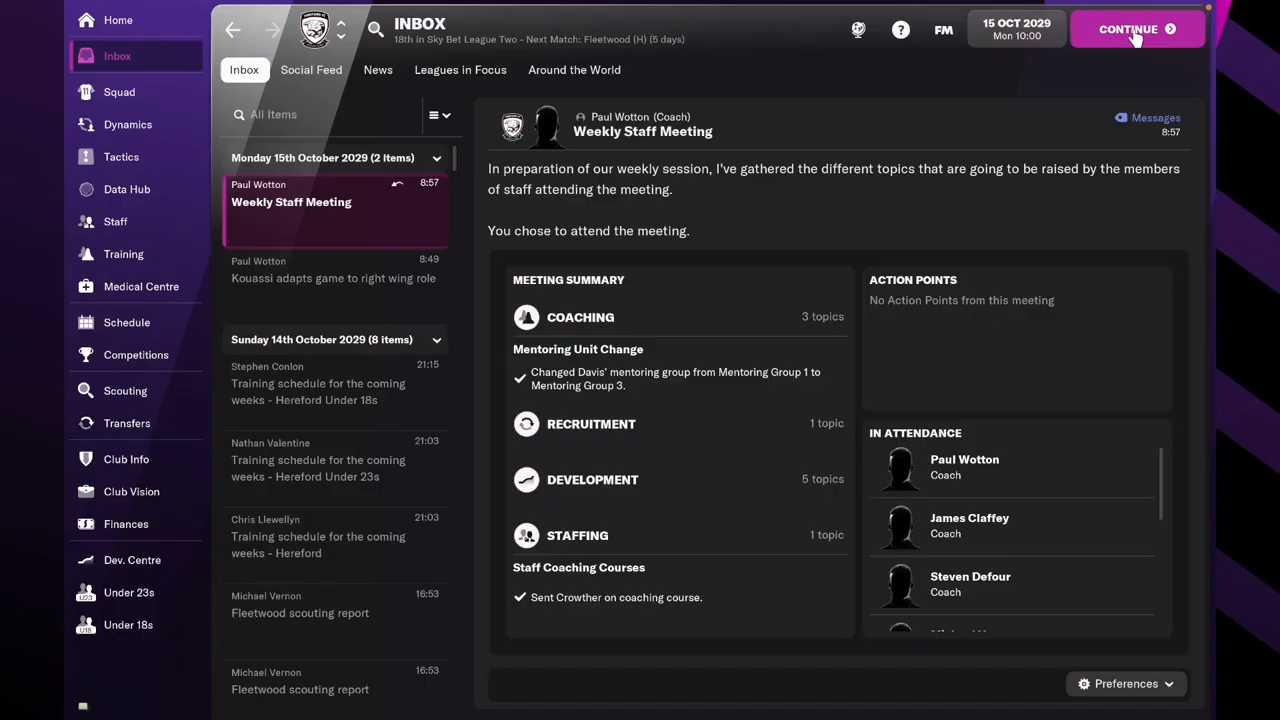 Home
Inbox
Squad
Dynamics
Tactics
Data Hub
Staff
Training
Medical Centre
Schedule
Competitions
Scouting
Transfers
Club Info
Club Vision
Finances
Dev. Centre
Under 23s
Under 18s
INBOX
18th in Sky Bet League Two - Next Match: Fleetwood (H) (5 days)
?
FM
15 OCT 2029
Mon 10:00
CONTINUE
Inbox
Social Feed
News
Leagues in Focus
Around the World
All Items
Monday 15th October 2029 (2 items)
Paul Wotton
8:57
Weekly Staff Meeting
Paul Wotton
8:49
Kouassi adapts game to right wing role
Sunday 14th October 2029 (8 items)
Stephen Conlon
21:15
Training schedule for the coming
weeks - Hereford Under 18s
Nathan Valentine
21:03
Training schedule for the coming
weeks - Hereford Under 23s
Chris Llewellyn
21:03
Training schedule for the coming
weeks - Hereford
Michael Vernon
16:53
Fleetwood scouting report
Michael Vernon
16:53
Fleetwood scouting report
Paul Wotton (Coach)
Weekly Staff Meeting
Messages
8:57
In preparation of our weekly session, I've gathered the different topics that are going to be raised by the members
of staff attending the meeting.
You chose to attend the meeting.
MEETING SUMMARY
COACHING
3 topics
Mentoring Unit Change
Changed Davis' mentoring group from Mentoring Group 1 to
Mentoring Group 3.
RECRUITMENT
1 topic
DEVELOPMENT
5 topics
STAFFING
1 topic
Staff Coaching Courses
Sent Crowther on coaching course.
ACTION POINTS
No Action Points from this meeting
IN ATTENDANCE
Paul Wotton
Coach
James Claffey
Coach
Steven Defour
Coach
Preferences